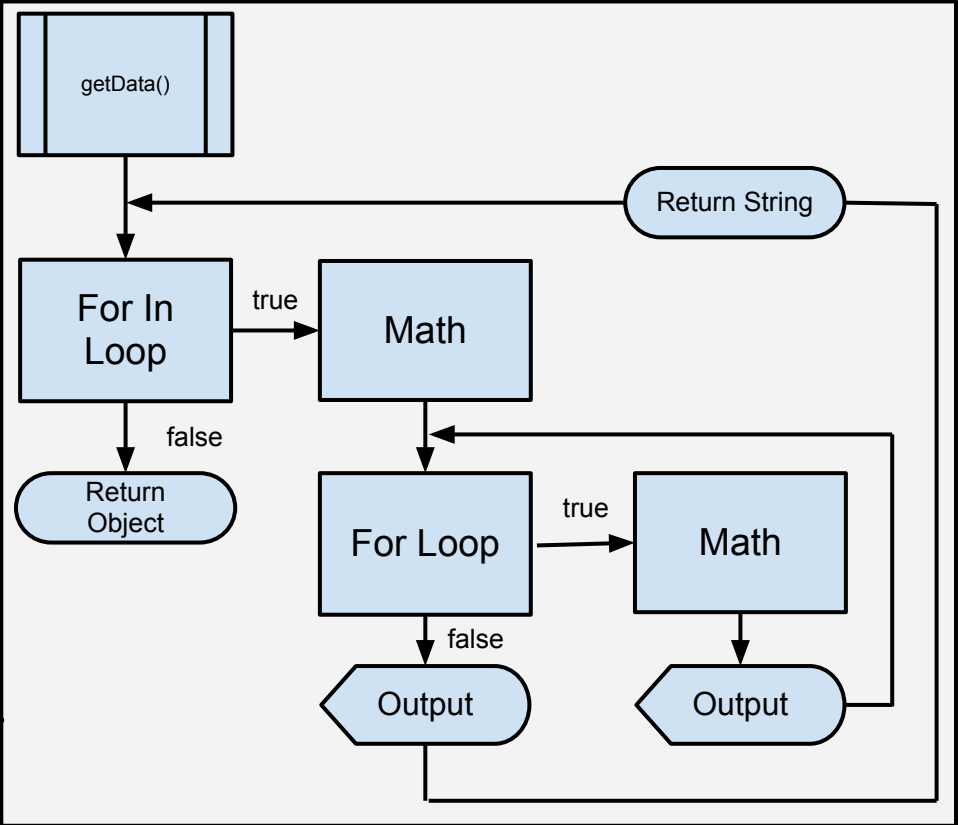 getData()
Return String
For In
Loop
true
Math
false
Return
Object
For Loop
true
Math
false
Output
Output